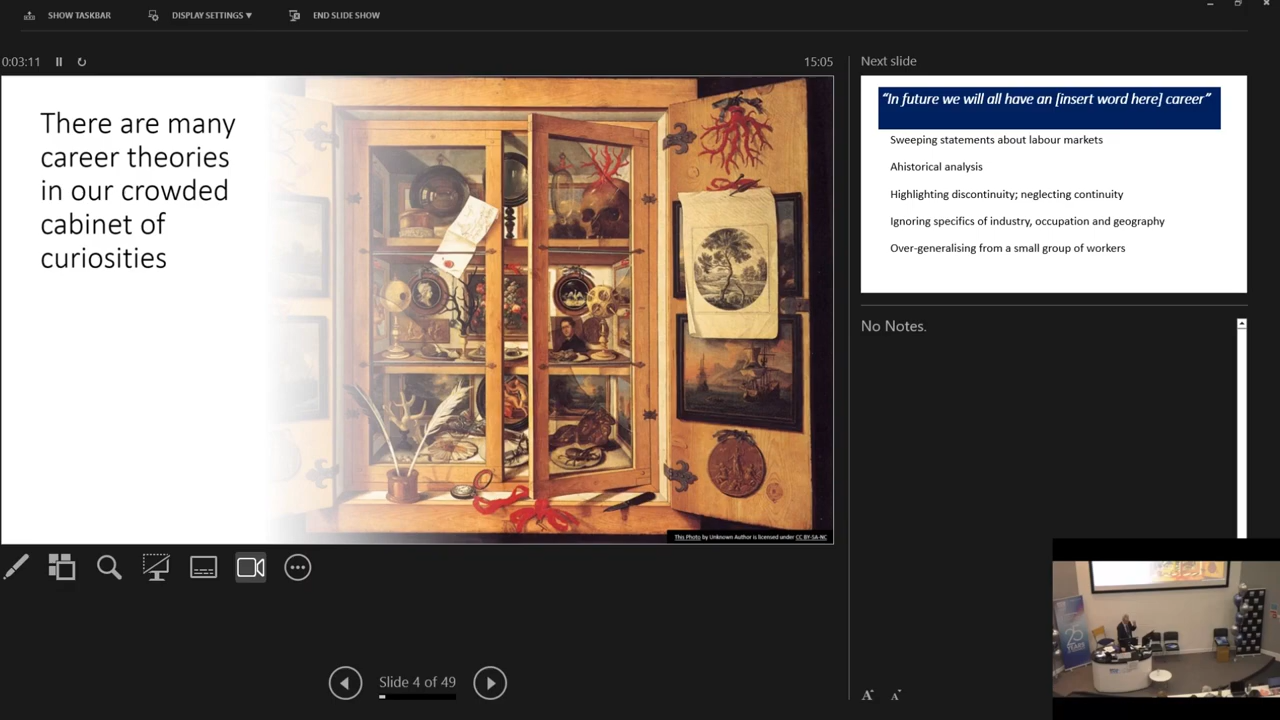 SHOW TASKBAR
DISPLAY SETTINGS ▼
END SLIDE SHOW
0:03:11
15:05
Next slide
There are many
career theories
in our crowded
cabinet of
curiosities
This Photo by Unknown Author is licensed under CC BY-SA-NC
“In future we will all have an [insert word here] career”
Sweeping statements about labour markets
Ahistorical analysis
Highlighting discontinuity; neglecting continuity
Ignoring specifics of industry, occupation and geography
Over-generalising from a small group of workers
No Notes.
Slide 4 of 49
A
A
25
YEARS